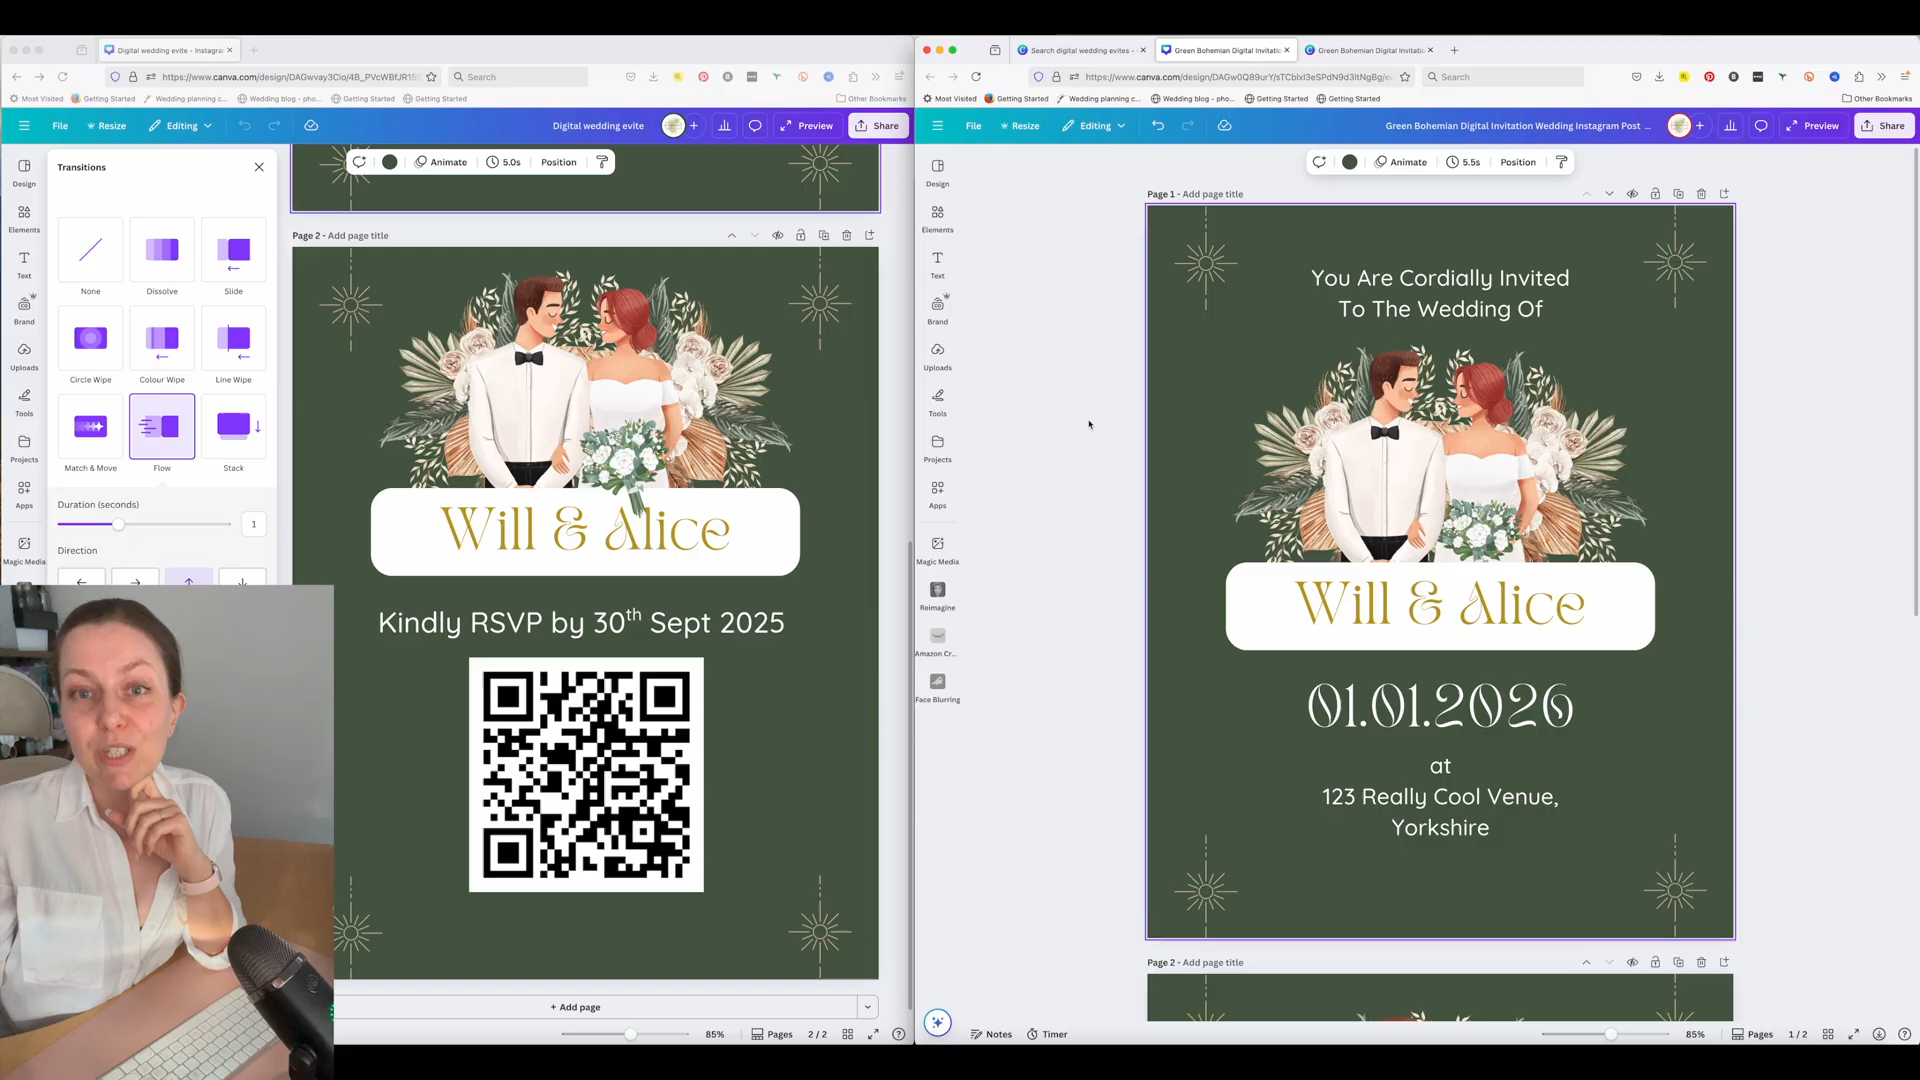 Digital wedding evite - Instagra
https://www.canva.com/design/DAGwvay3Cio/4B_PVcWBfJR15
Search
Most Visited
Getting Started
Wedding planning c...
Wedding blog - pho...
Getting Started
Getting Started
Other Bookmarks
File
Resize
Editing
Digital wedding evite
Preview
Share
Design
Elements
Text
Brand
Uploads
Tools
Projects
Apps
Magic Media
Transitions
None
Dissolve
Slide
Circle Wipe
Colour Wipe
Line Wipe
Match & Move
Flow
Stack
Duration (seconds)
1
Direction
Animate
5.0s
Position
Page 2 - Add page title
Will & Alice
Kindly RSVP by 30th Sept 2025
+ Add page
85%
Pages
2 / 2
Search digital wedding evites -
Green Bohemian Digital Invitatio
Green Bohemian Digital Invitatio
Search
Most Visited
Getting Started
Wedding planning c...
Wedding blog - pho...
Getting Started
Getting Started
Other Bookmarks
File
Resize
Editing
Green Bohemian Digital Invitation Wedding Instagram Post ...
Preview
Share
Design
Elements
Text
Brand
Uploads
Tools
Projects
Apps
Magic Media
Reimagine
Amazon Cr...
Face Blurring
Animate
5.5s
Position
Page 1 - Add page title
You Are Cordially Invited
To The Wedding Of
Will & Alice
01.01.2026
at
123 Really Cool Venue,
Yorkshire
Page 2 - Add page title
Notes
Timer
85%
Pages
1 / 2